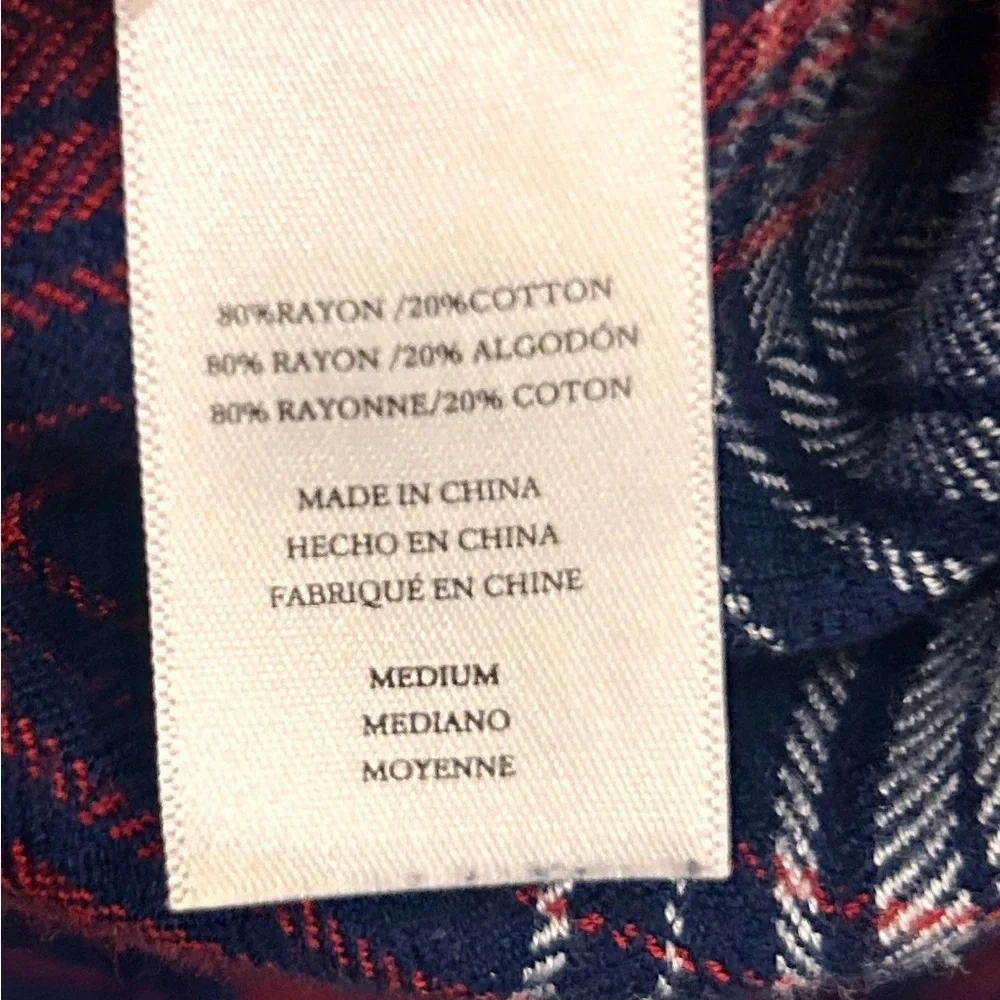 80%RAYON /20%COTTON
80% RAYON /20% ALGODÓN
80% RAYONNE/20% COTON
MADE IN CHINA
HECHO EN CHINA
FABRIQUÉ EN CHINE
MEDIUM
MEDIANO
MOYENNE